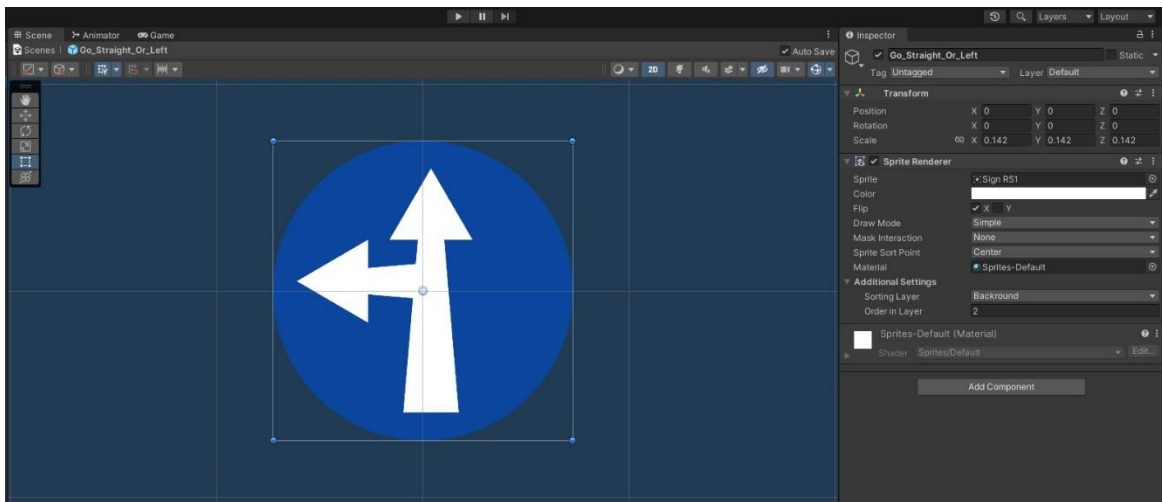 Layers Layout
Scene Animator Game
Scenes Go_Straight_Or_Left Auto Save
2D
Inspector
Go_Straight_Or_Left Static
Tag Untagged Layer Default
Transform
Position X 0 Y 0 Z 0
Rotation X 0 Y 0 Z 0
Scale X 0.142 Y 0.142 Z 0.142
Sprite Renderer
Sprite Sign R51
Color
Flip X Y
Draw Mode Simple
Mask Interaction None
Sprite Sort Point Center
Material Sprites-Default
Additional Settings
Sorting Layer Backround
Order in Layer 2
Sprites-Default (Material)
Shader Sprites/Default Edit...
Add Component